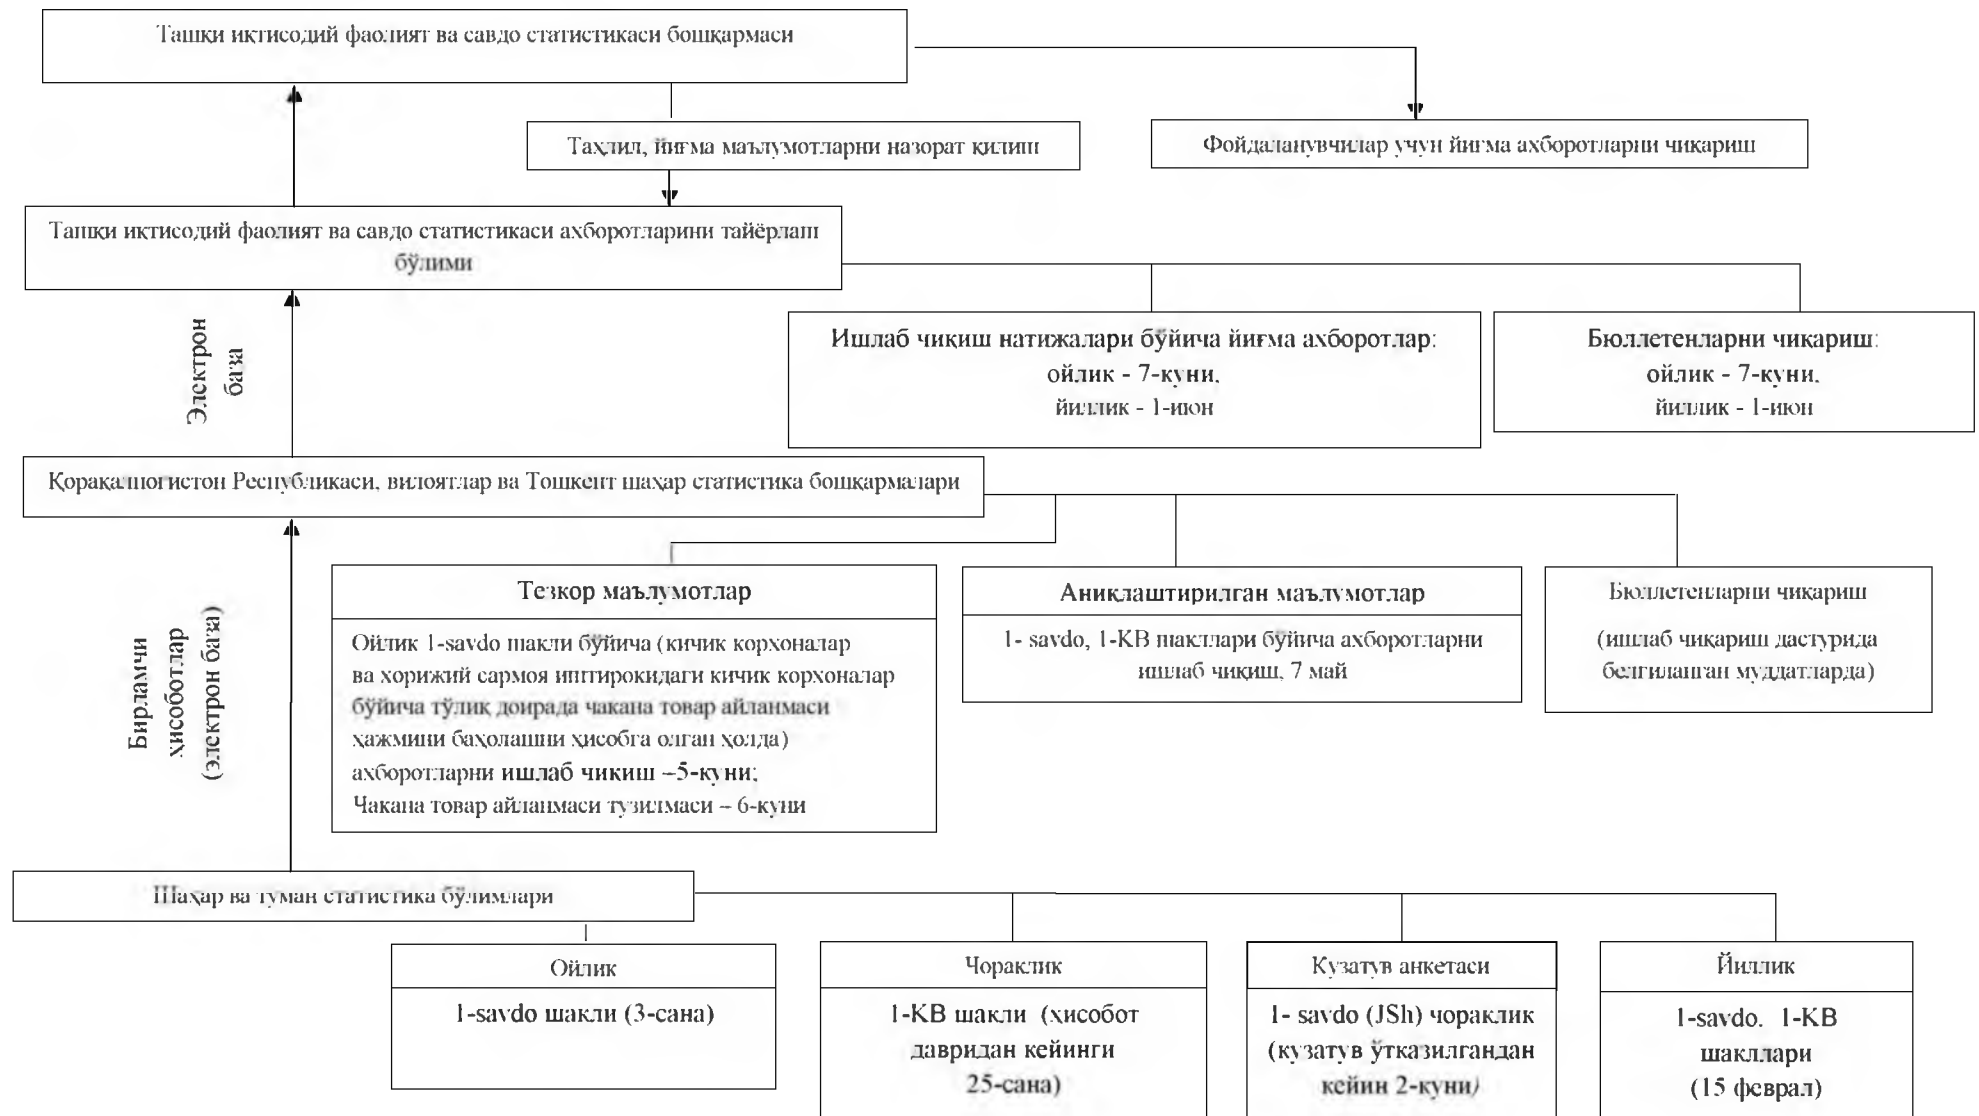 Ташқи иқтисодий фаолият ва савдо статистикаси бошқармаси
Таҳлил, йиғма маълумотларни назорат қилиш
Фойдаланувчилар учун йиғма ахборотларни чиқариш
Ташқи иқтисодий фаолият ва савдо статистикаси ахборотларини тайёрлаш
бўлими
Электрон
база
Ишлаб чиқиш натижалари бўйича йиғма ахборотлар:
ойлик - 7-куни,
йиллик - 1-июн
Бюллетенларни чиқариш:
ойлик - 7-куни,
йиллик - 1-июн
Қорақалпоғистон Республикаси, вилоятлар ва Тошкент шаҳар статистика бошқармалари
Бирламчи
ҳисоботлар
(электрон база)
Тезкор маълумотлар
Ойлик 1-savdo шакли бўйича (кичик корхоналар
ва хорижий сармоя иштирокидаги кичик корхоналар
бўйича тўлиқ доирада чакана товар айланмаси
ҳажмини баҳолашни ҳисобга олган ҳолда)
ахборотларни ишлаб чиқиш –5-куни;
Чакана товар айланмаси тузилмаси – 6-куни
Аниқлаштирилган маълумотлар
1- savdo, 1-KB шакллари бўйича ахборотларни
ишлаб чиқиш, 7 май
Бюллетенларни чиқариш
(ишлаб чиқариш дастурида
белгиланган муддатларда)
Шаҳар ва туман статистика бўлимлари
Ойлик
1-savdo шакли (3-сана)
Чораклик
1-KB шакли (ҳисобот
давридан кейинги
25-сана)
Кузатув анкетаси
1- savdo (JSh) чораклик
(кузатув ўтказилгандан
кейин 2-куни)
Йиллик
1-savdo. 1-KB
шакллари
(15 феврал)